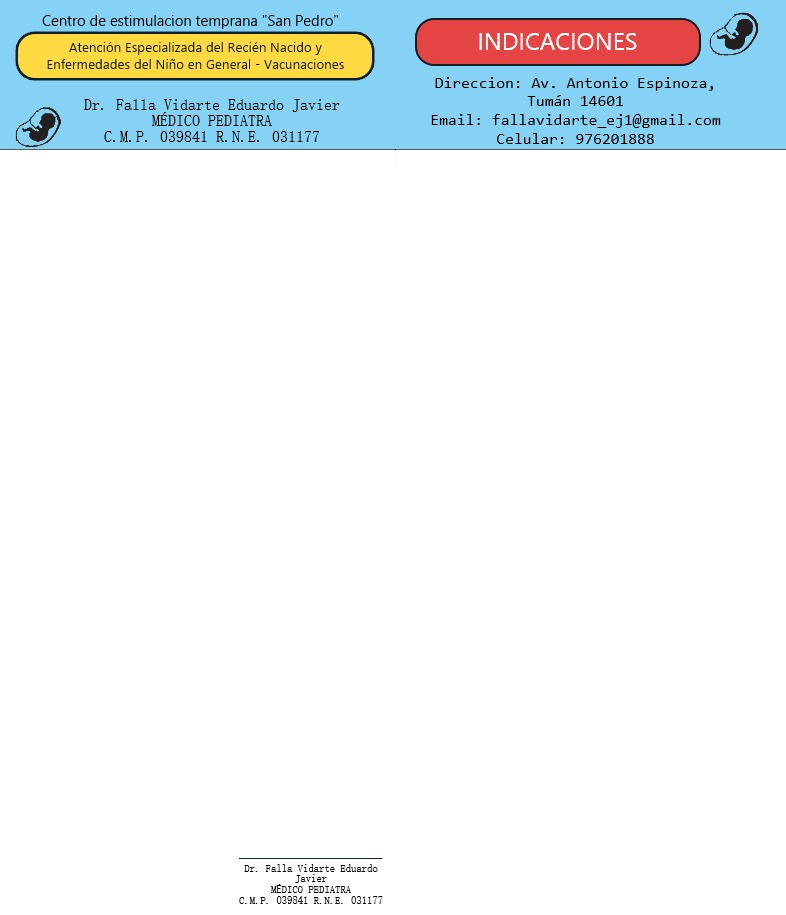 Centro de estimulacion temprana "San Pedro"
Atención Especializada del Recién Nacido y
Enfermedades del Niño en General - Vacunaciones
Dr. Falla Vidarte Eduardo Javier
MÉDICO PEDIATRA
C.M.P. 039841 R.N.E. 031177
INDICACIONES
Direccion: Av. Antonio Espinoza,
Tumán 14601
Email: fallavidarte_ej1@gmail.com
Celular: 976201888
Dr. Falla Vidarte Eduardo
Javier
MÉDICO PEDIATRA
C.M.P. 039841 R.N.E. 031177